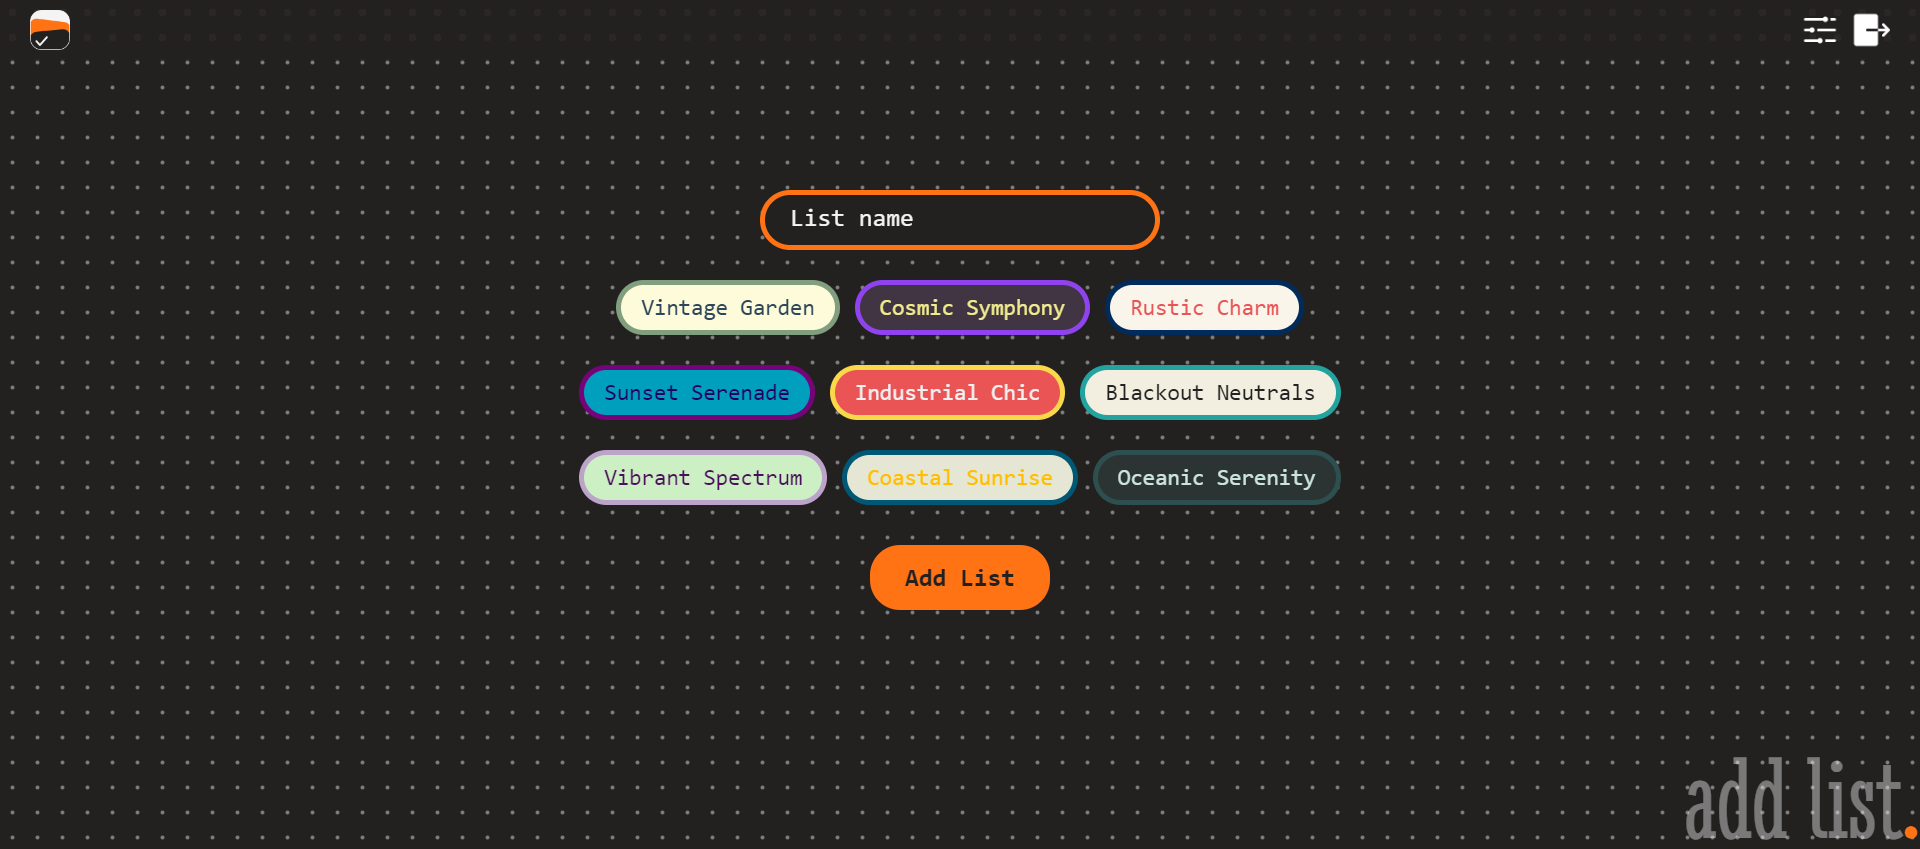 List name
Vintage Garden Cosmic Symphony Rustic Charm
Sunset Serenade Industrial Chic Blackout Neutrals
Vibrant Spectrum Coastal Sunrise Oceanic Serenity
Add List
add list.